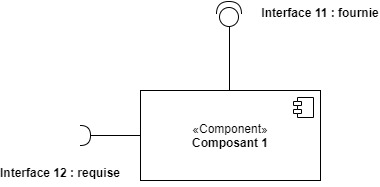 Interface 11 : fournie
«Component»
Composant 1
Interface 12 : requise